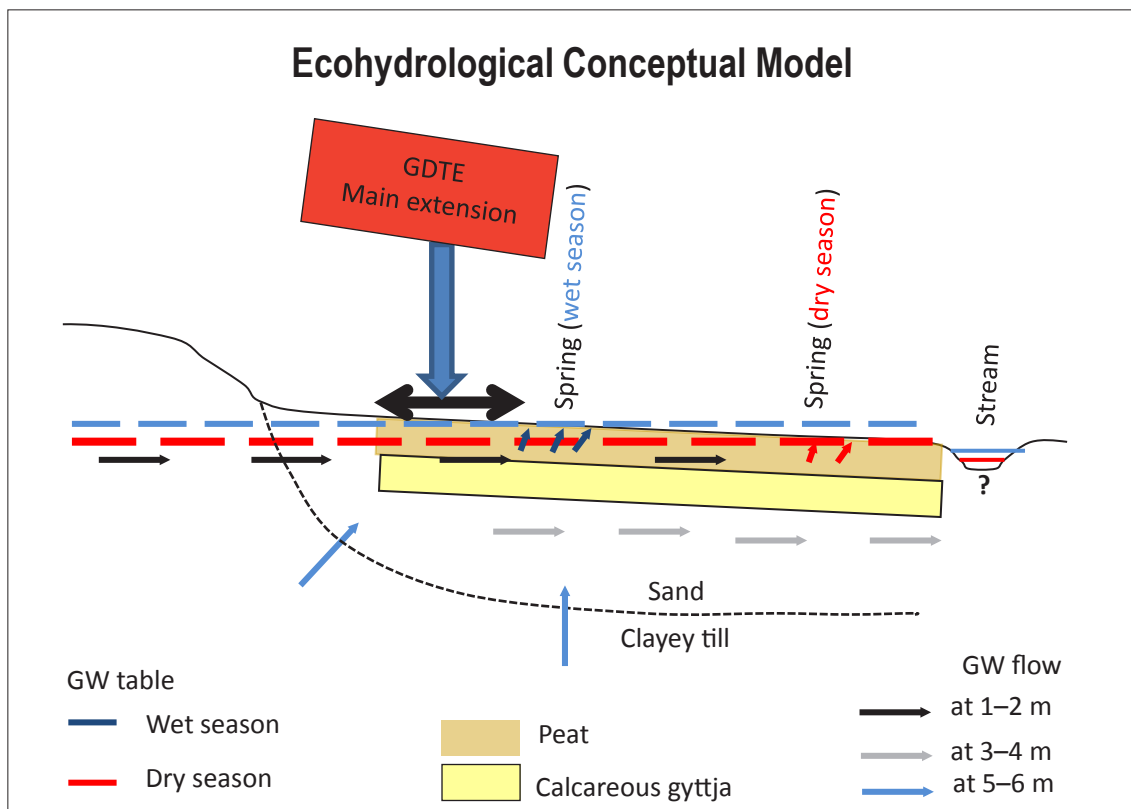 Ecohydrological Conceptual Model
GDTE
Main extension
Spring (wet season)
Spring (dry season)
Stream
?
Sand
Clayey till
GW table
Wet season
Dry season
Peat
Calcareous gyttja
GW flow
at 1–2 m
at 3–4 m
at 5–6 m